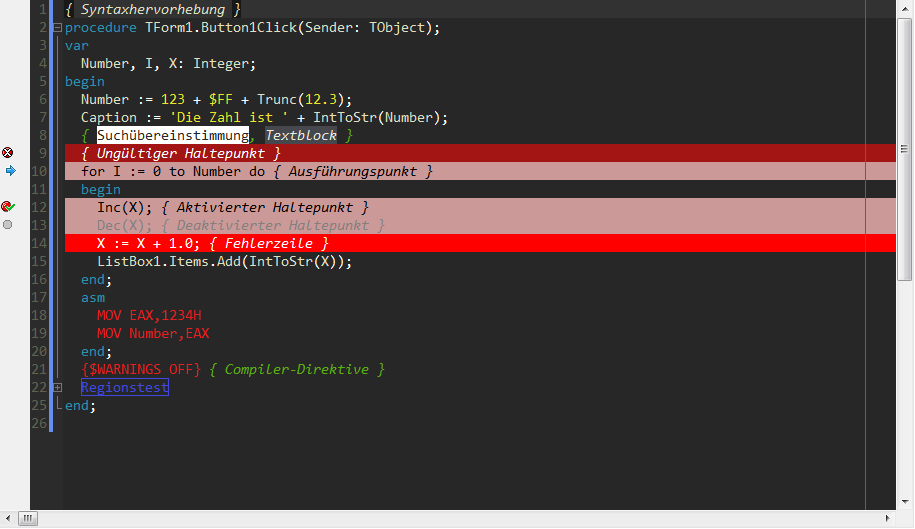 1 { Syntaxhervorhebung }
2 procedure TForm1.Button1Click(Sender: TObject);
3 var
4 Number, I, X: Integer;
5 begin
6 Number := 123 + $FF + Trunc(12.3);
7 Caption := 'Die Zahl ist ' + IntToStr(Number);
8 { Suchübereinstimmung, Textblock }
9 { Ungültiger Haltepunkt }
10 for I := 0 to Number do { Ausführungspunkt }
11 begin
12 Inc(X); { Aktivierter Haltepunkt }
13 Dec(X); { Deaktivierter Haltepunkt }
14 X := X + 1.0; { Fehlerzeile }
15 ListBox1.Items.Add(IntToStr(X));
16 end;
17 asm
18 MOV EAX,1234H
19 MOV Number,EAX
20 end;
21 {$WARNINGS OFF} { Compiler-Direktive }
22 Regionstest
25 end;
26